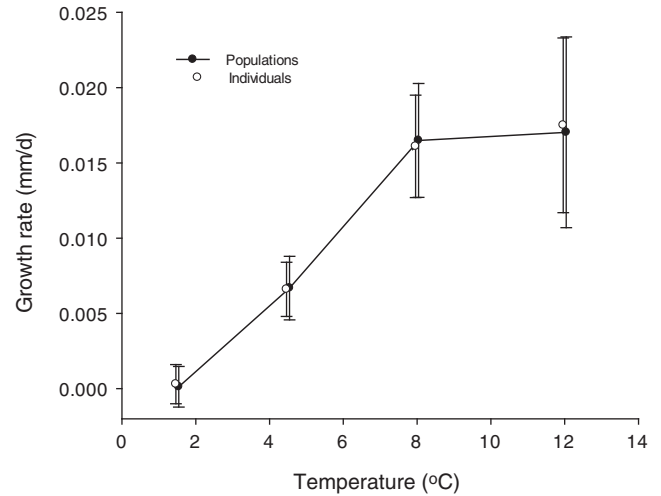 0.025
0.020
0.015
0.010
0.005
0.000
Growth rate (mm/d)
Populations
Individuals
0 2 4 6 8 10 12 14
Temperature (oC)